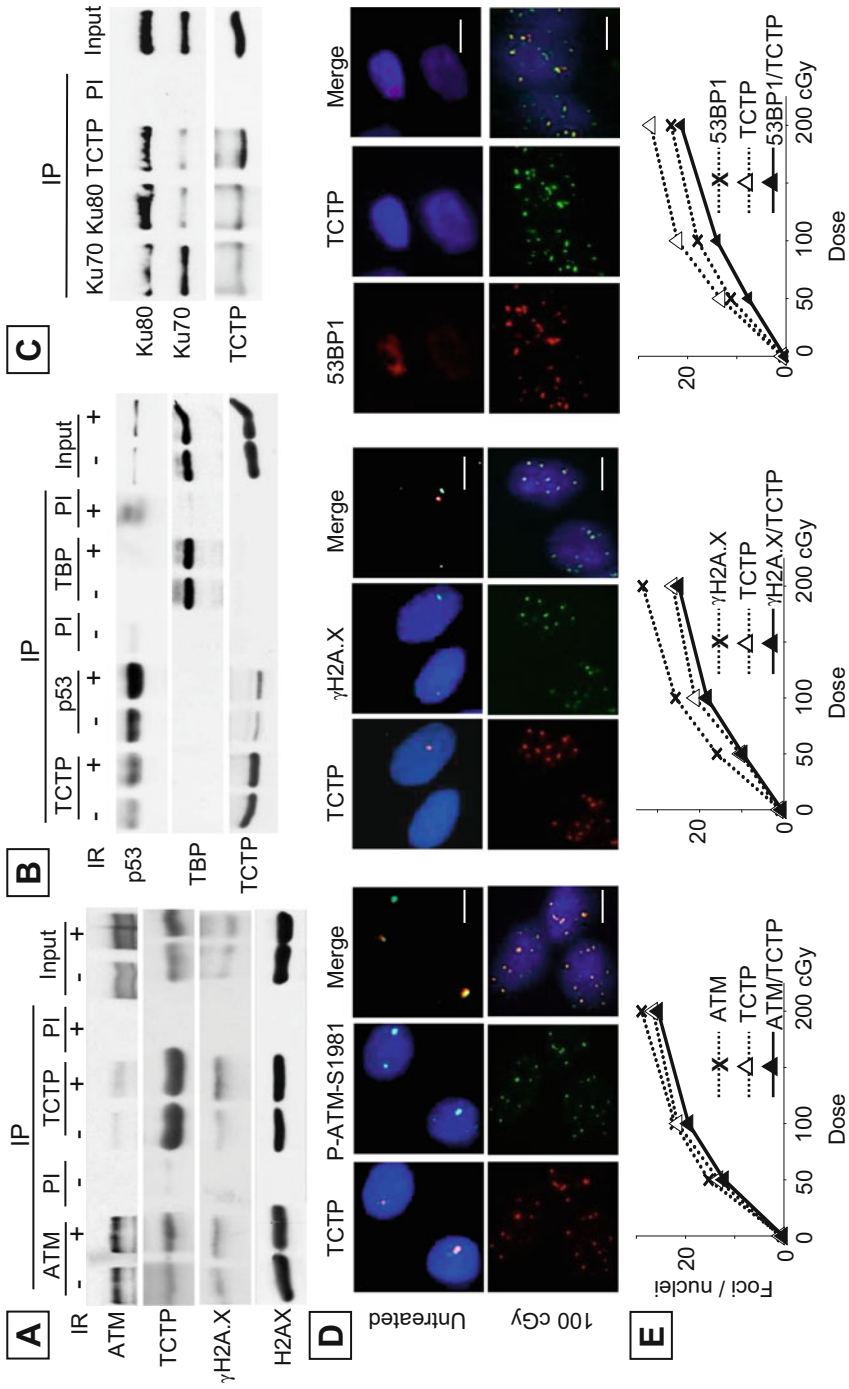 A
IP
ATM PI TCTP PI Input
IR - + - - + + - +
ATM
TCTP
γH2A.X
H2AX
B
IP
TCTP p53 PI TBP PI Input
IR - + - + - - + + - +
p53
TBP
TCTP
C
IP
Ku70 Ku80 TCTP PI Input
Ku80
Ku70
TCTP
D
TCTP P-ATM-S1981 Merge
TCTP γH2A.X Merge
53BP1 TCTP Merge
Untreated
100 cGy
E
Foci / nuclei
20
0
0 50 100 200 cGy
Dose
ATM
TCTP
ATM/TCTP
20
0
0 50 100 200 cGy
Dose
γH2A.X
TCTP
γH2A.X/TCTP
20
0
0 50 100 200 cGy
Dose
53BP1
TCTP
53BP1/TCTP